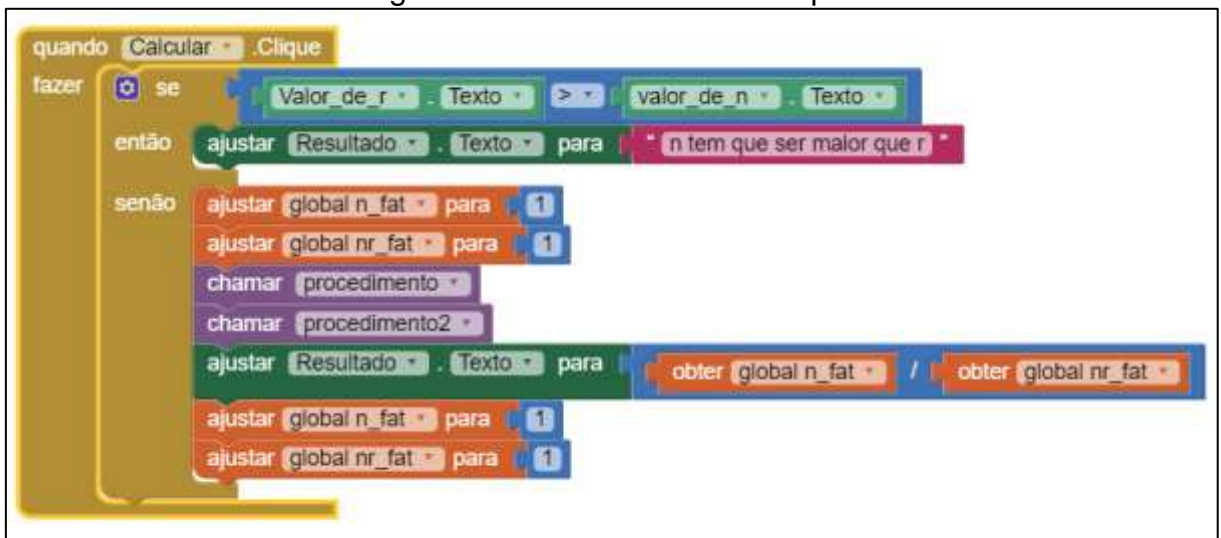 quando Calcular .Clique
fazer se Valor_de_r . Texto > valor_de_n . Texto
então ajustar Resultado . Texto para " n tem que ser maior que r "
senão ajustar global n_fat para 1
ajustar global nr_fat para 1
chamar procedimento
chamar procedimento2
ajustar Resultado . Texto para obter global n_fat / obter global nr_fat
ajustar global n_fat para 1
ajustar global nr_fat para 1